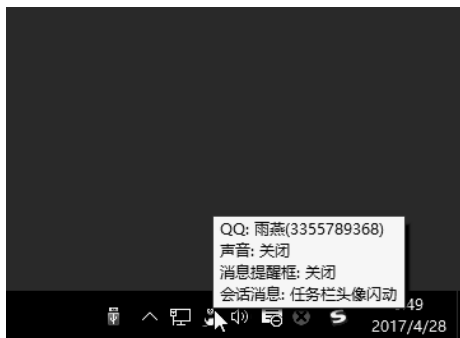 QQ: 雨燕(3355789368)
声音: 关闭
消息提醒框: 关闭
会话消息: 任务栏头像闪动
:49
2017/4/28